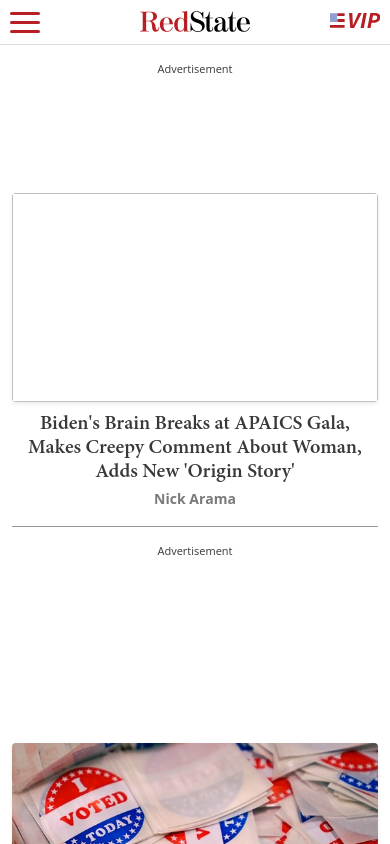 RedState
VIP
Advertisement
Biden's Brain Breaks at APAICS Gala,
Makes Creepy Comment About Woman,
Adds New 'Origin Story'
Nick Arama
Advertisement
I
VOTED
TODAY